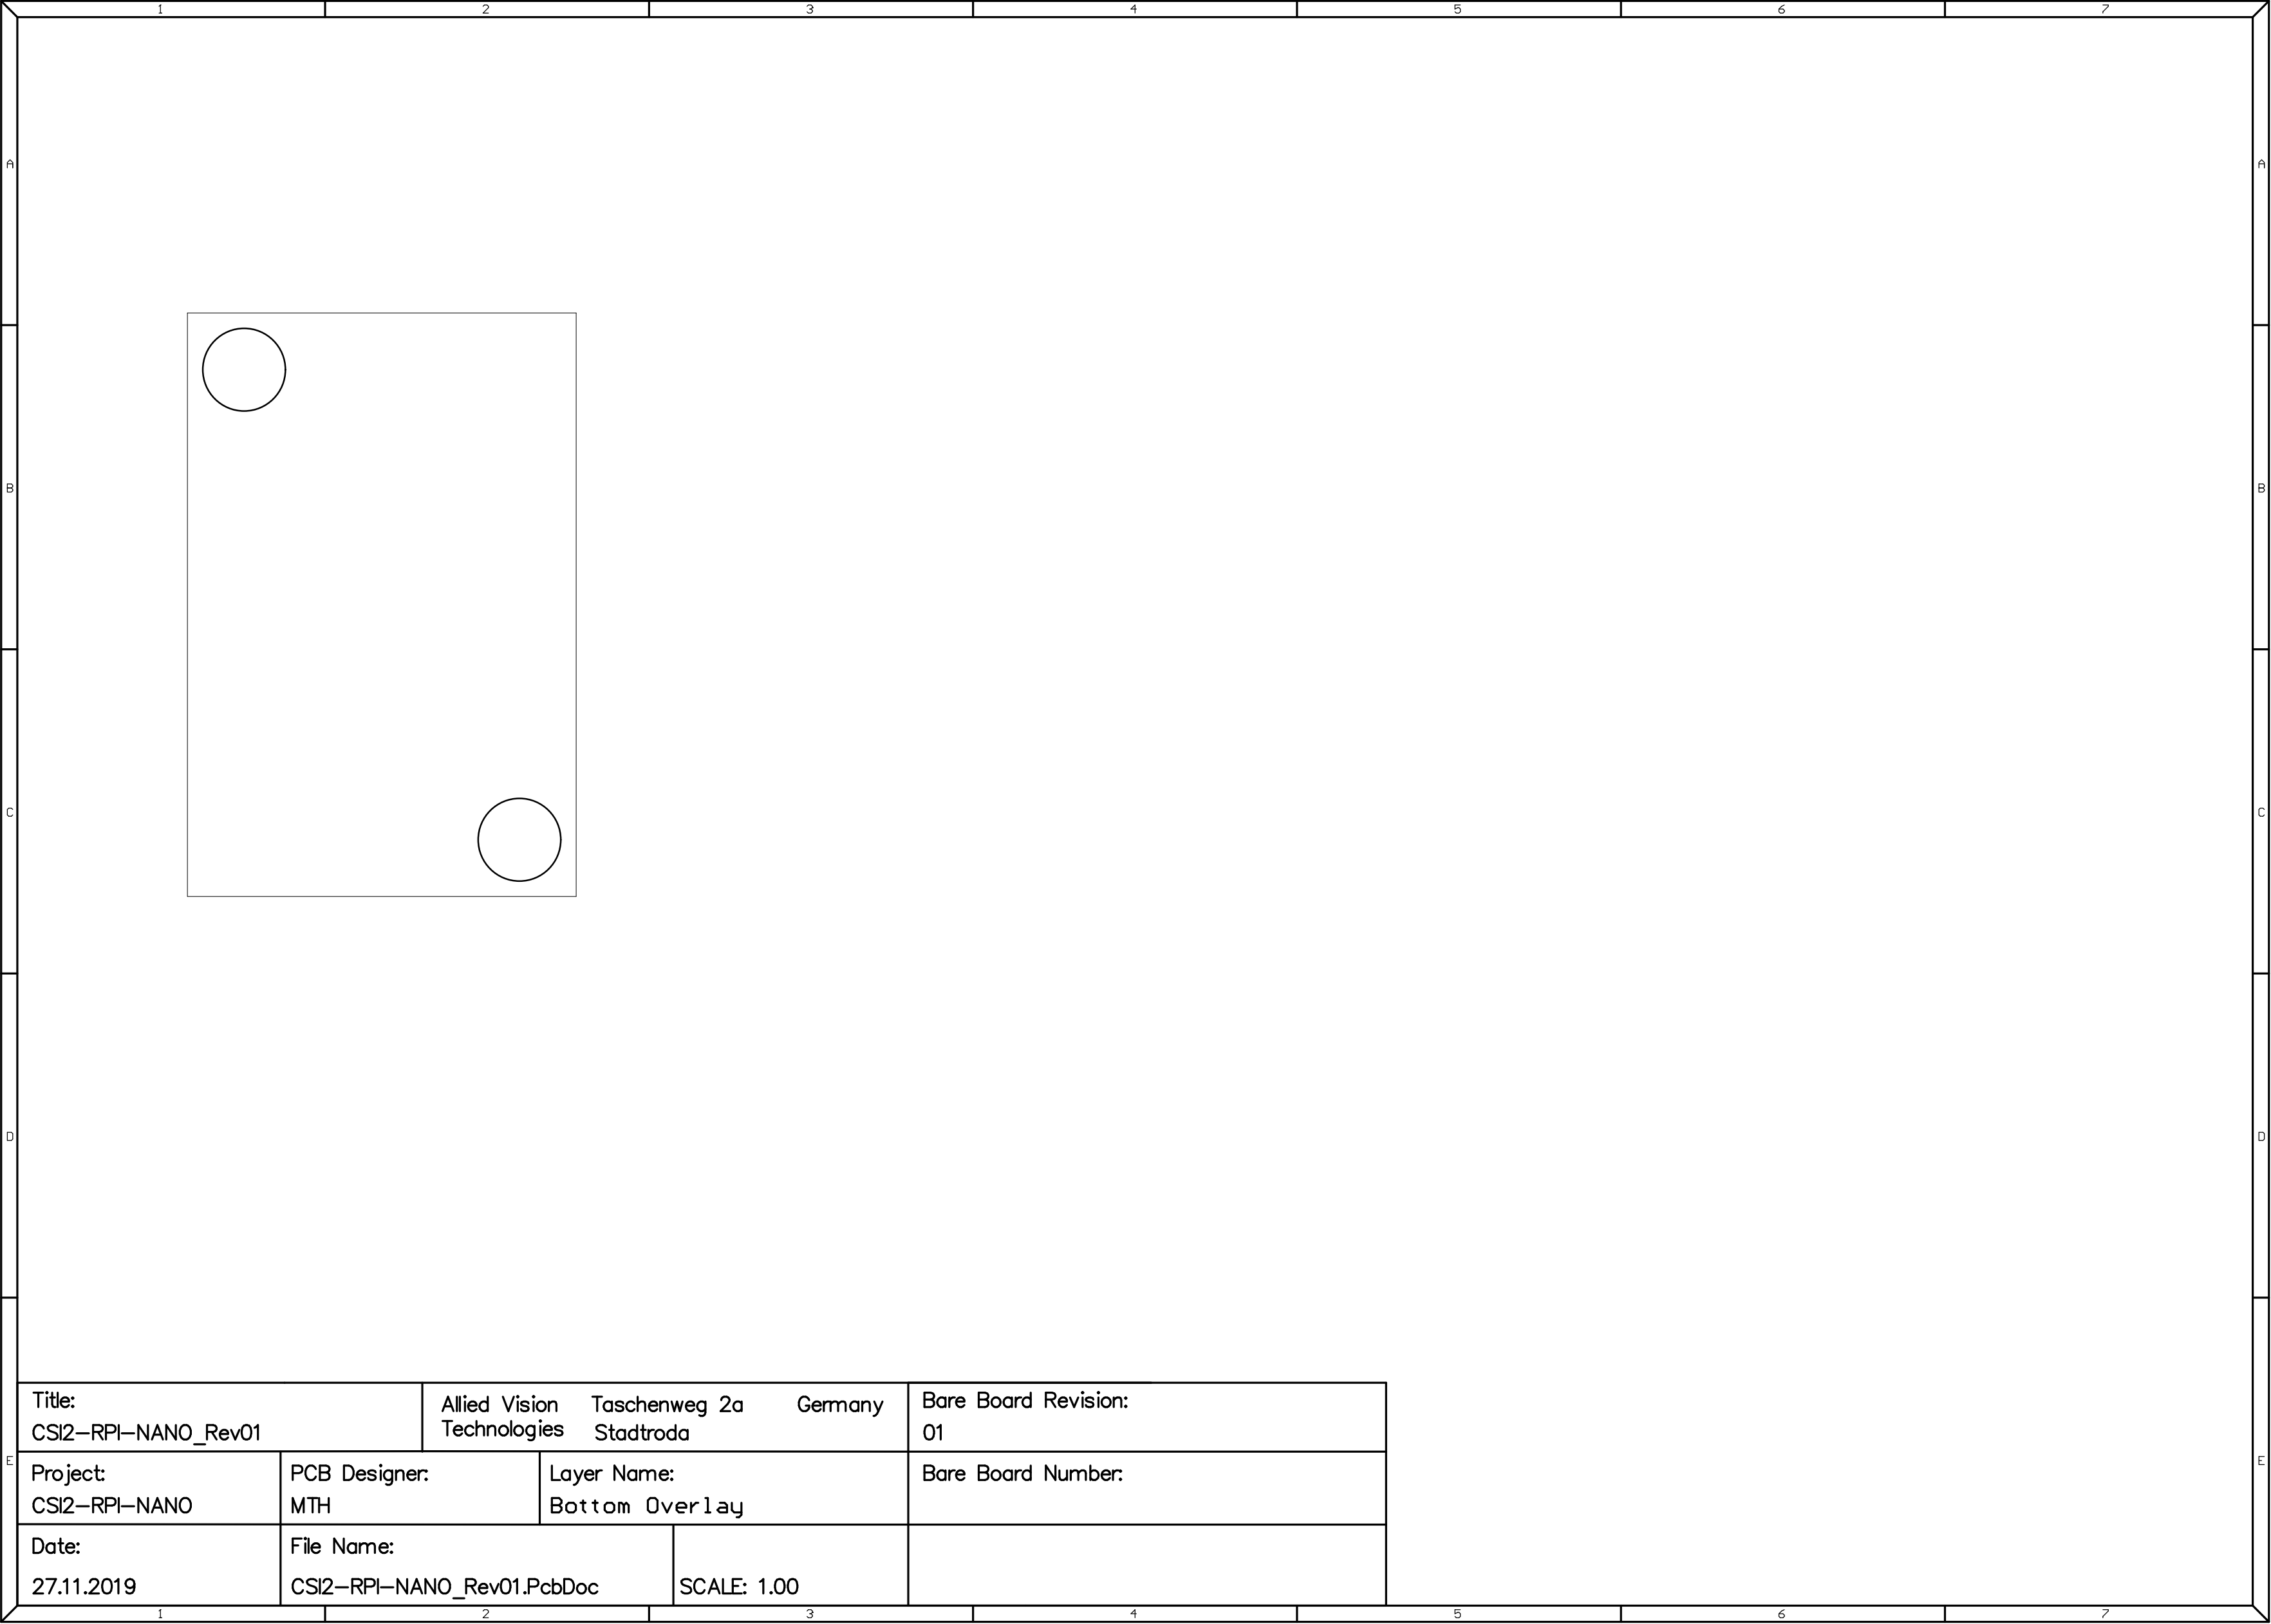 1 2 3 4 5 6 7
A A
B B
C C
D D
E E
Title:
CSI2-RPI-NANO_Rev01
Allied Vision Taschenweg 2a Germany
Technologies Stadtroda
Bare Board Revision:
01
Project:
CSI2-RPI-NANO
PCB Designer:
MTH
Layer Name:
Bottom Overlay
Bare Board Number:
Date:
27.11.2019
File Name:
CSI2-RPI-NANO_Rev01.PcbDoc
SCALE: 1.00
1 2 3 4 5 6 7